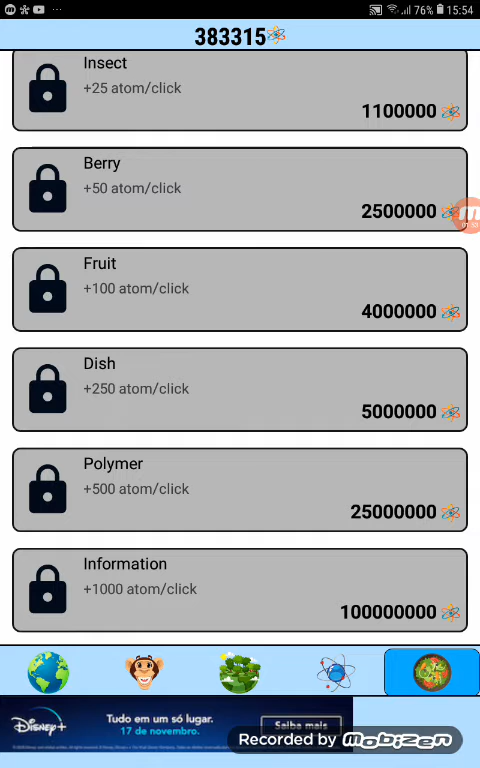 76% 15:54
383315
Insect
+25 atom/click
1100000
Berry
+50 atom/click
2500000
Fruit
+100 atom/click
4000000
Dish
+250 atom/click
5000000
Polymer
+500 atom/click
25000000
Information
+1000 atom/click
100000000
Disney+
Tudo em um só lugar.
17 de novembro.
Saiba mais
Recorded by mobizen